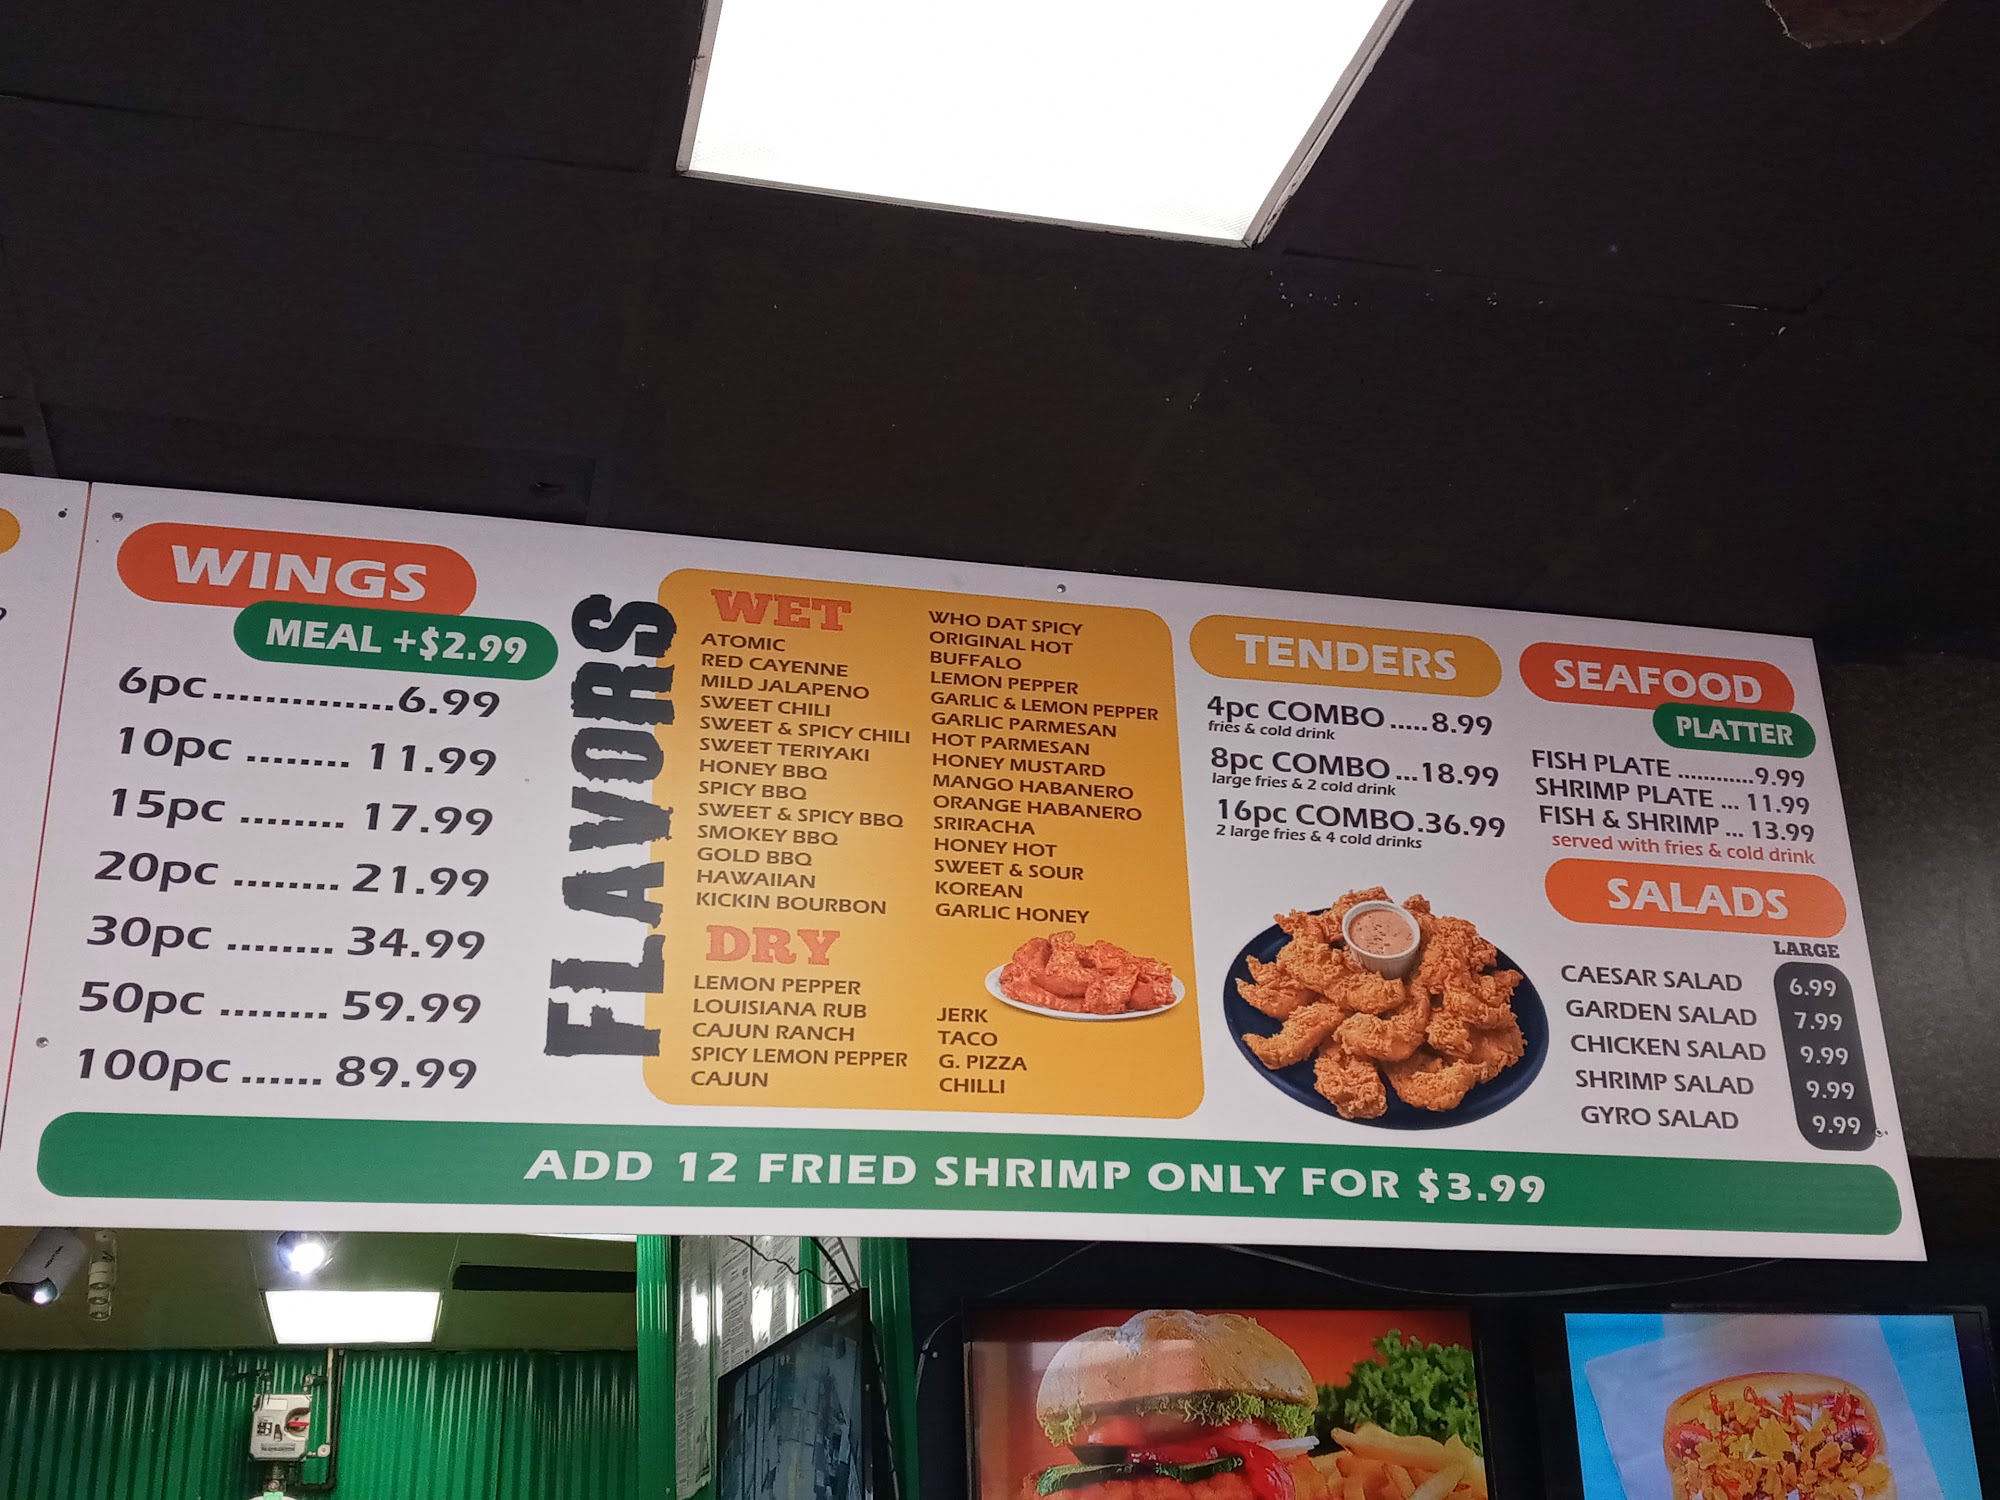 WINGS
MEAL +$2.99
6pc..............6.99
10pc ........ 11.99
15pc ........ 17.99
20pc ........ 21.99
30pc ........ 34.99
50pc ........ 59.99
100pc ...... 89.99
FLAVORS
WET
ATOMIC
RED CAYENNE
MILD JALAPENO
SWEET CHILI
SWEET & SPICY CHILI
SWEET TERIYAKI
HONEY BBQ
SPICY BBQ
SWEET & SPICY BBQ
SMOKEY BBQ
GOLD BBQ
HAWAIIAN
KICKIN BOURBON
WHO DAT SPICY
ORIGINAL HOT
BUFFALO
LEMON PEPPER
GARLIC & LEMON PEPPER
GARLIC PARMESAN
HOT PARMESAN
HONEY MUSTARD
MANGO HABANERO
ORANGE HABANERO
SRIRACHA
HONEY HOT
SWEET & SOUR
KOREAN
GARLIC HONEY
DRY
LEMON PEPPER
LOUISIANA RUB
CAJUN RANCH
SPICY LEMON PEPPER
CAJUN
JERK
TACO
G. PIZZA
CHILLI
TENDERS
4pc COMBO .....8.99
fries & cold drink
8pc COMBO ...18.99
large fries & 2 cold drink
16pc COMBO.36.99
2 large fries & 4 cold drinks
SEAFOOD
PLATTER
FISH PLATE ............9.99
SHRIMP PLATE ... 11.99
FISH & SHRIMP ... 13.99
served with fries & cold drink
SALADS
LARGE
CAESAR SALAD 6.99
GARDEN SALAD 7.99
CHICKEN SALAD 9.99
SHRIMP SALAD 9.99
GYRO SALAD 9.99
ADD 12 FRIED SHRIMP ONLY FOR $3.99